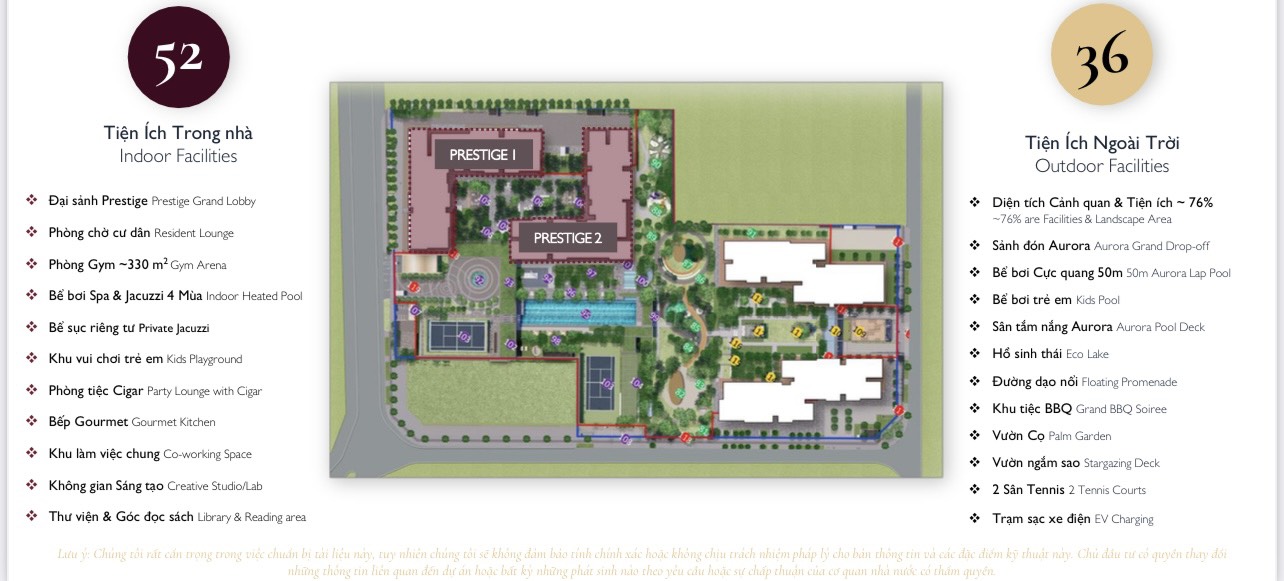 52
Tiện Ích Trong nhà
Indoor Facilities
Đại sảnh Prestige Prestige Grand Lobby
Phòng chờ cư dân Resident Lounge
Phòng Gym ~330 m² Gym Arena
Bể bơi Spa & Jacuzzi 4 Mùa Indoor Heated Pool
Bể sục riêng tư Private Jacuzzi
Khu vui chơi trẻ em Kids Playground
Phòng tiệc Cigar Party Lounge with Cigar
Bếp Gourmet Gourmet Kitchen
Khu làm việc chung Co-working Space
Không gian Sáng tạo Creative Studio/Lab
Thư viện & Góc đọc sách Library & Reading area
PRESTIGE 1
PRESTIGE 2
36
Tiện Ích Ngoài Trời
Outdoor Facilities
Diện tích Cảnh quan & Tiện ích ~ 76%
~76% are Facilities & Landscape Area
Sảnh đón Aurora Aurora Grand Drop-off
Bể bơi Cực quang 50m 50m Aurora Lap Pool
Bể bơi trẻ em Kids Pool
Sân tắm nắng Aurora Aurora Pool Deck
Hồ sinh thái Eco Lake
Đường dạo nổi Floating Promenade
Khu tiệc BBQ Grand BBQ Soiree
Vườn Cọ Palm Garden
Vườn ngắm sao Stargazing Deck
2 Sân Tennis 2 Tennis Courts
Trạm sạc xe điện EV Charging
Lưu ý: Chúng tôi rất cẩn trọng trong việc chuẩn bị tài liệu này, tuy nhiên chúng tôi sẽ không đảm bảo tính chính xác hoặc không chịu trách nhiệm pháp lý cho bản thông tin và các đặc điểm kỹ thuật này. Chủ đầu tư có quyền thay đổi
những thông tin liên quan đến dự án hoặc bất kỳ những phát sinh nào theo yêu cầu hoặc sự chấp thuận của cơ quan nhà nước có thẩm quyền.